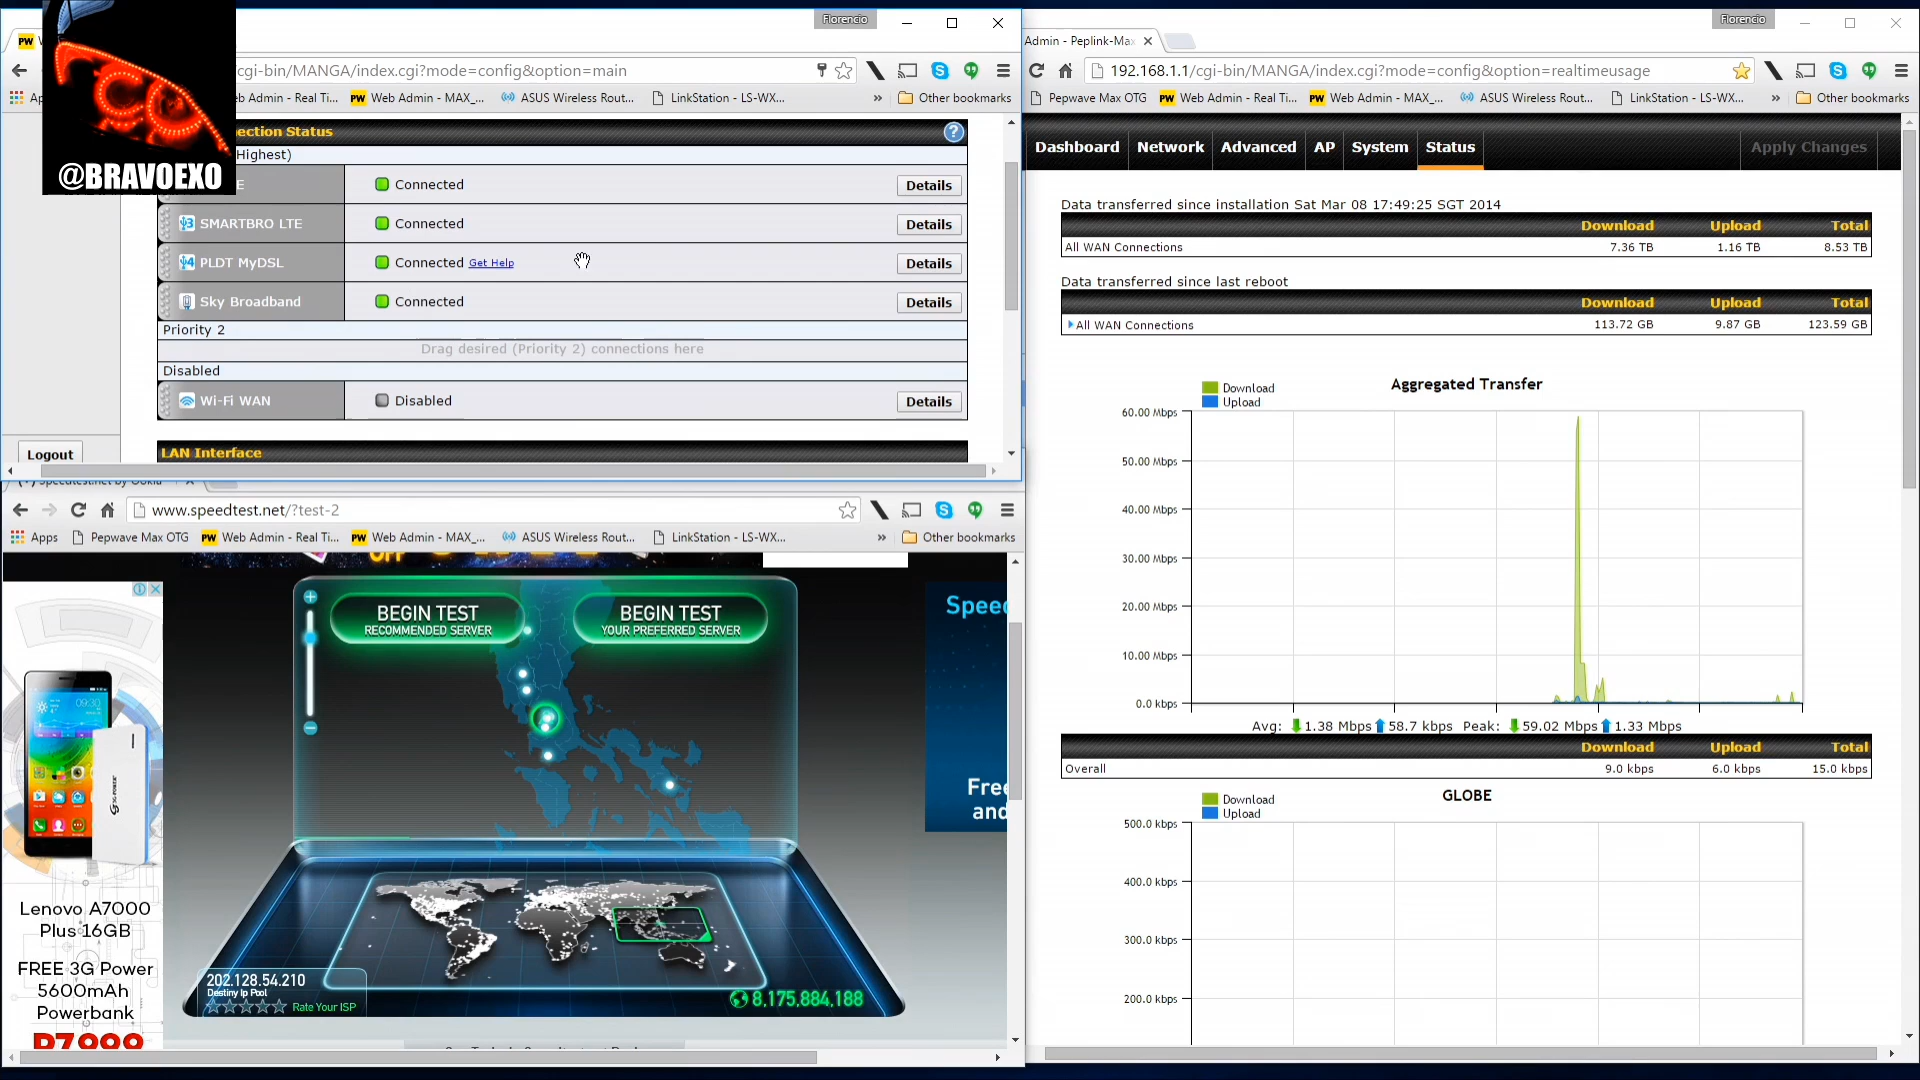 Florencio
PW
cgi-bin/MANGA/index.cgi?mode=config&option=main
eb Admin - Real Ti...
PW Web Admin - MAX_...
ASUS Wireless Rout...
LinkStation - LS-WX...
»
Other bookmarks
@BRAVOEXO
ection Status
?
Highest)
E
Connected
Details
SMARTBRO LTE
Connected
Details
PLDT MyDSL
Connected Get Help
Details
Sky Broadband
Connected
Details
Priority 2
Drag desired (Priority 2) connections here
Disabled
Wi-Fi WAN
Disabled
Details
Logout
LAN Interface
www.speedtest.net/?test-2
Apps
Pepwave Max OTG
PW Web Admin - Real Ti...
PW Web Admin - MAX_...
ASUS Wireless Rout...
LinkStation - LS-WX...
»
Other bookmarks
BEGIN TEST
RECOMMENDED SERVER
BEGIN TEST
YOUR PREFERRED SERVER
Speed
Free
and
09:30
Lenovo A7000
Plus 16GB
FREE 3G Power
5600mAh
Powerbank
P7999
202.128.54.210
Destiny Ip Pool
Rate Your ISP
8,175,884,188
Florencio
Admin - Peplink-Max
192.168.1.1/cgi-bin/MANGA/index.cgi?mode=config&option=realtimeusage
Pepwave Max OTG
PW Web Admin - Real Ti...
PW Web Admin - MAX_...
ASUS Wireless Rout...
LinkStation - LS-WX...
»
Other bookmarks
Dashboard
Network
Advanced
AP
System
Status
Apply Changes
Data transferred since installation Sat Mar 08 17:49:25 SGT 2014
Download Upload Total
All WAN Connections 7.36 TB 1.16 TB 8.53 TB
Data transferred since last reboot
Download Upload Total
All WAN Connections 113.72 GB 9.87 GB 123.59 GB
Aggregated Transfer
Download
Upload
60.00 Mbps
50.00 Mbps
40.00 Mbps
30.00 Mbps
20.00 Mbps
10.00 Mbps
0.0 kbps
Avg: 1.38 Mbps 58.7 kbps Peak: 59.02 Mbps 1.33 Mbps
Download Upload Total
Overall 9.0 kbps 6.0 kbps 15.0 kbps
GLOBE
Download
Upload
500.0 kbps
400.0 kbps
300.0 kbps
200.0 kbps